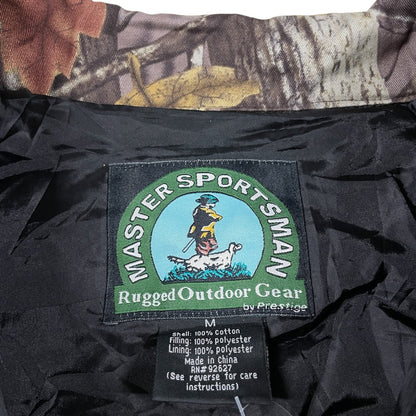 MASTER SPORTSMAN
Rugged Outdoor Gear
by Prestige
M
Shell: 100% Cotton
Filling: 100% polyester
Lining: 100% polyester
Made in China
RN# 92627
(See reverse for care
instructions)